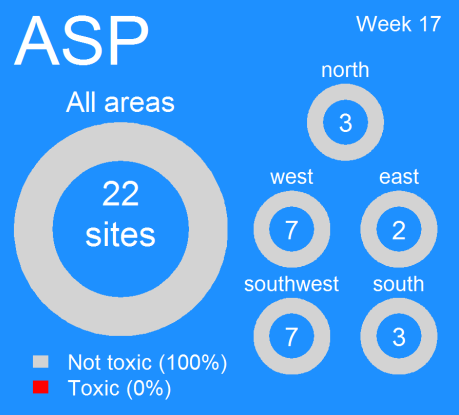 ASP
Week 17
All areas
22
sites
north
3
west
7
east
2
southwest
7
south
3
Not toxic (100%)
Toxic (0%)